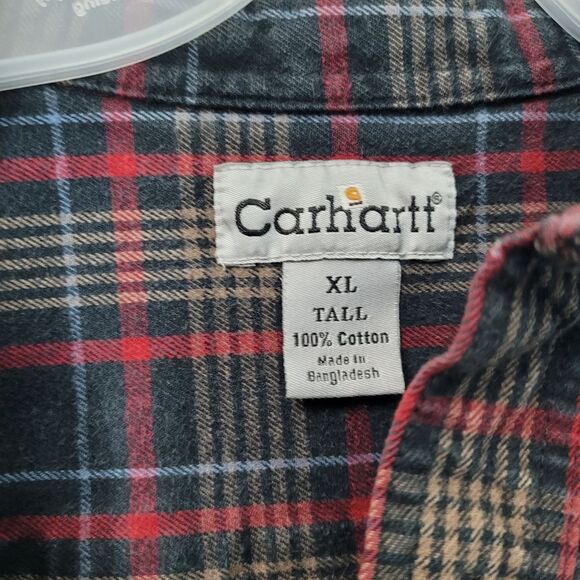 Carhartt®
XL
TALL
100% Cotton
Made in
Bangladesh